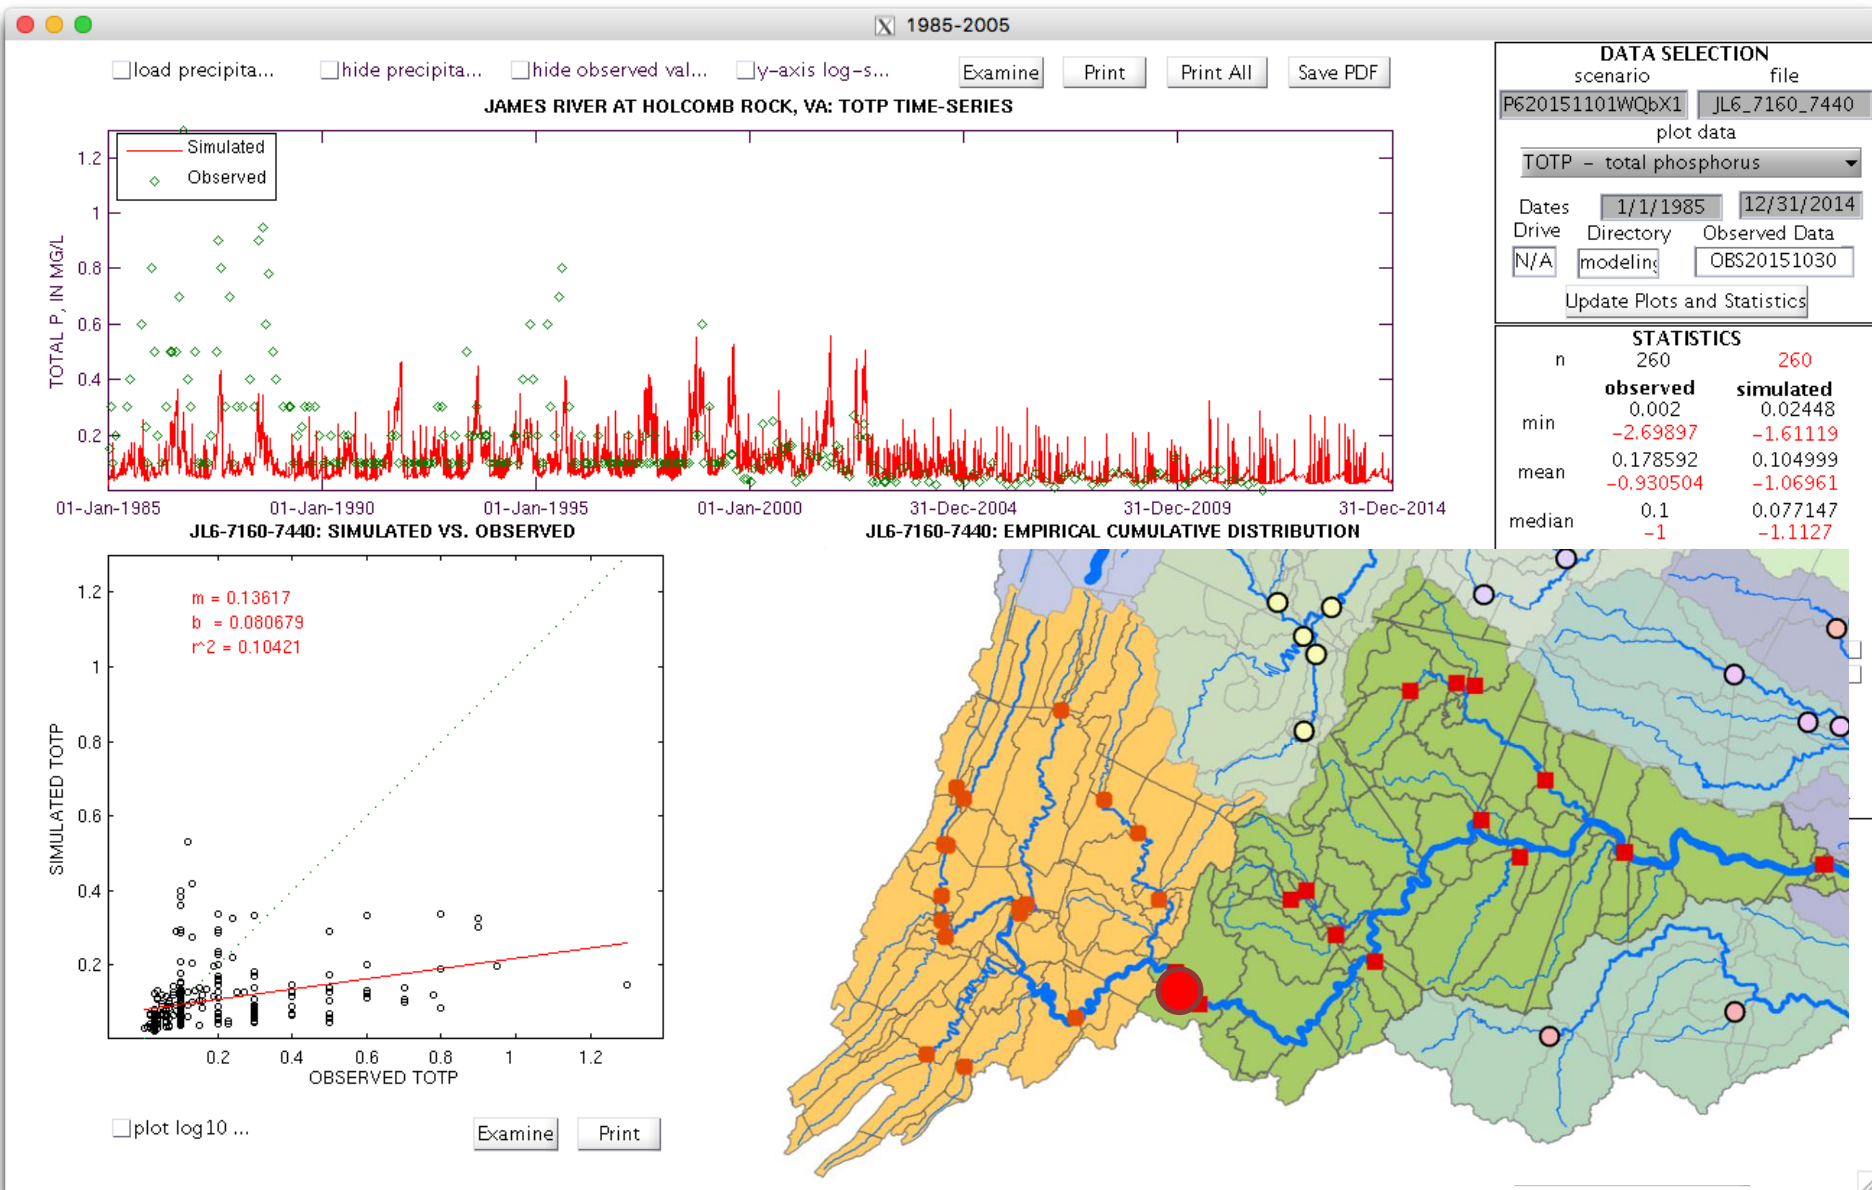 1985-2005
load precipita...
hide precipita...
hide observed val...
y-axis log-s...
Examine
Print
Print All
Save PDF
JAMES RIVER AT HOLCOMB ROCK, VA: TOTP TIME-SERIES
Simulated
Observed
TOTAL P, IN MG/L
1.2
1
0.8
0.6
0.4
0.2
01-Jan-1985
01-Jan-1990
01-Jan-1995
01-Jan-2000
31-Dec-2004
31-Dec-2009
31-Dec-2014
DATA SELECTION
scenario file
P620151101WQbX1 JL6_7160_7440
plot data
TOTP - total phosphorus
Dates 1/1/1985 12/31/2014
Drive Directory Observed Data
N/A modeling OBS20151030
Update Plots and Statistics
STATISTICS
n 260 260
observed simulated
min 0.002 0.02448
-2.69897 -1.61119
mean 0.178592 0.104999
-0.930504 -1.06961
median 0.1 0.077147
-1 -1.1127
JL6-7160-7440: SIMULATED VS. OBSERVED
m = 0.13617
b = 0.080679
r^2 = 0.10421
SIMULATED TOTP
1.2
1
0.8
0.6
0.4
0.2
0.2 0.4 0.6 0.8 1 1.2
OBSERVED TOTP
plot log10 ...
Examine
Print
JL6-7160-7440: EMPIRICAL CUMULATIVE DISTRIBUTION